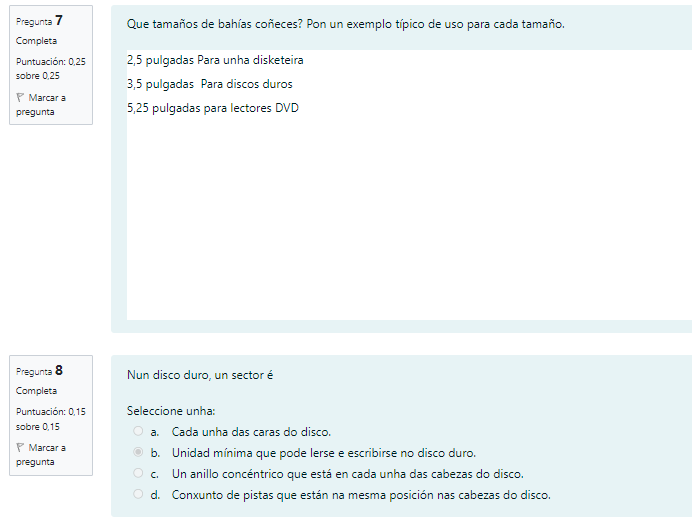 Pregunta 7
Completa
Puntuación: 0,25
sobre 0,25
Marcar a
pregunta
Que tamaños de bahías coñeces? Pon un exemplo típico de uso para cada tamaño.
2,5 pulgadas Para unha disketeira
3,5 pulgadas Para discos duros
5,25 pulgadas para lectores DVD
Pregunta 8
Completa
Puntuación: 0,15
sobre 0,15
Marcar a
pregunta
Nun disco duro, un sector é
Seleccione unha:
a. Cada unha das caras do disco.
b. Unidad mínima que pode lerse e escribirse no disco duro.
c. Un anillo concéntrico que está en cada unha das cabezas do disco.
d. Conxunto de pistas que están na mesma posición nas cabezas do disco.